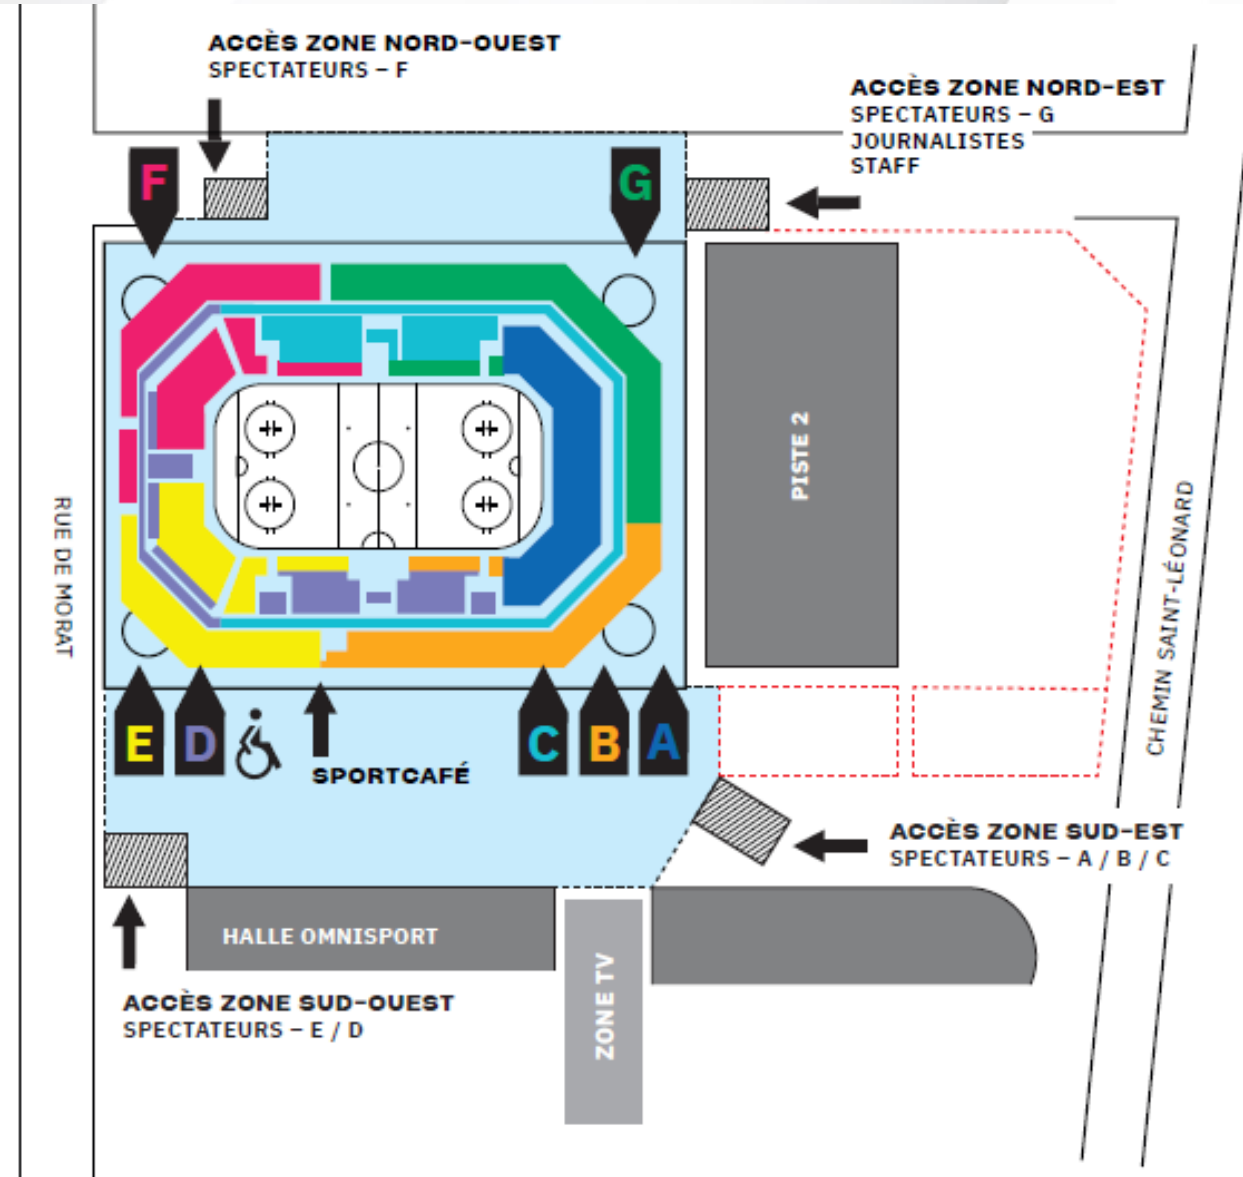 ACCÈS ZONE NORD-OUEST
SPECTATEURS – F
ACCÈS ZONE NORD-EST
SPECTATEURS – G
JOURNALISTES
STAFF
F
G
PISTE 2
RUE DE MORAT
CHEMIN SAINT-LÉONARD
E
D
C
B
A
SPORTCAFÉ
ACCÈS ZONE SUD-EST
SPECTATEURS – A / B / C
HALLE OMNISPORT
ZONE TV
ACCÈS ZONE SUD-OUEST
SPECTATEURS – E / D